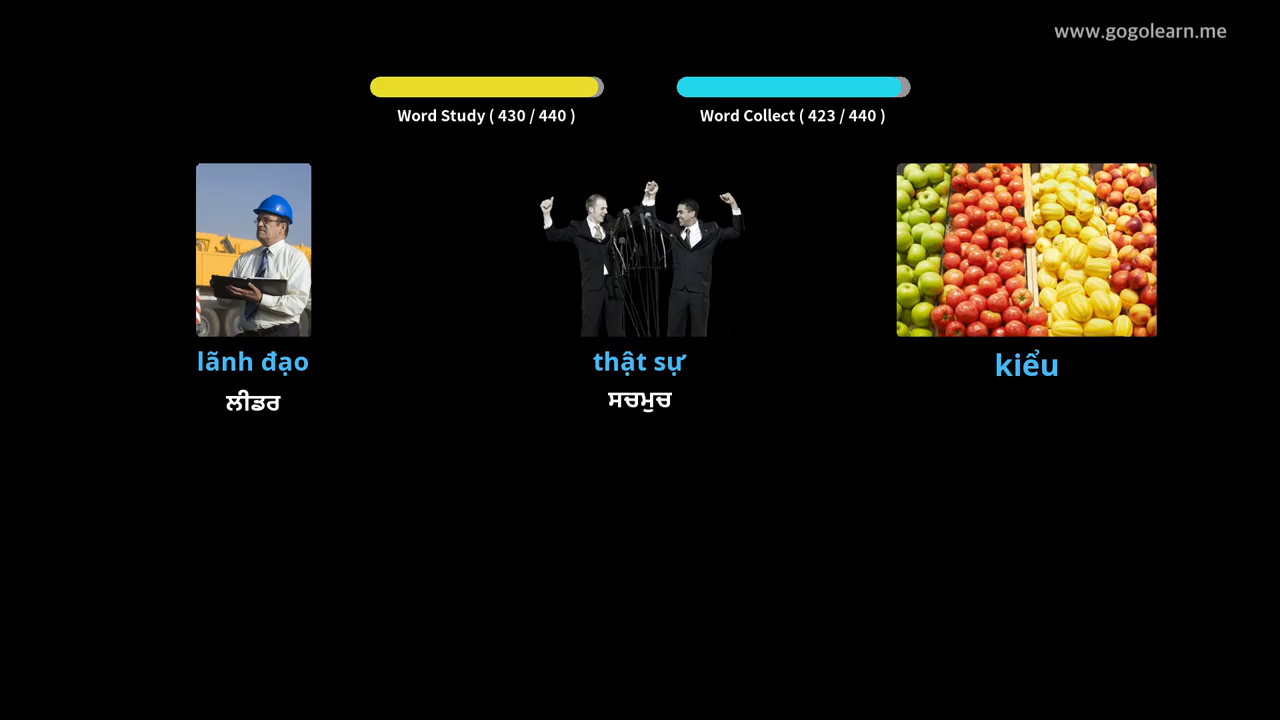 www.gogolearn.me
Word Study ( 430 / 440 )
Word Collect ( 423 / 440 )
lãnh đạo
ਲੀਡਰ
thật sự
ਸਚਮੁਚ
kiểu